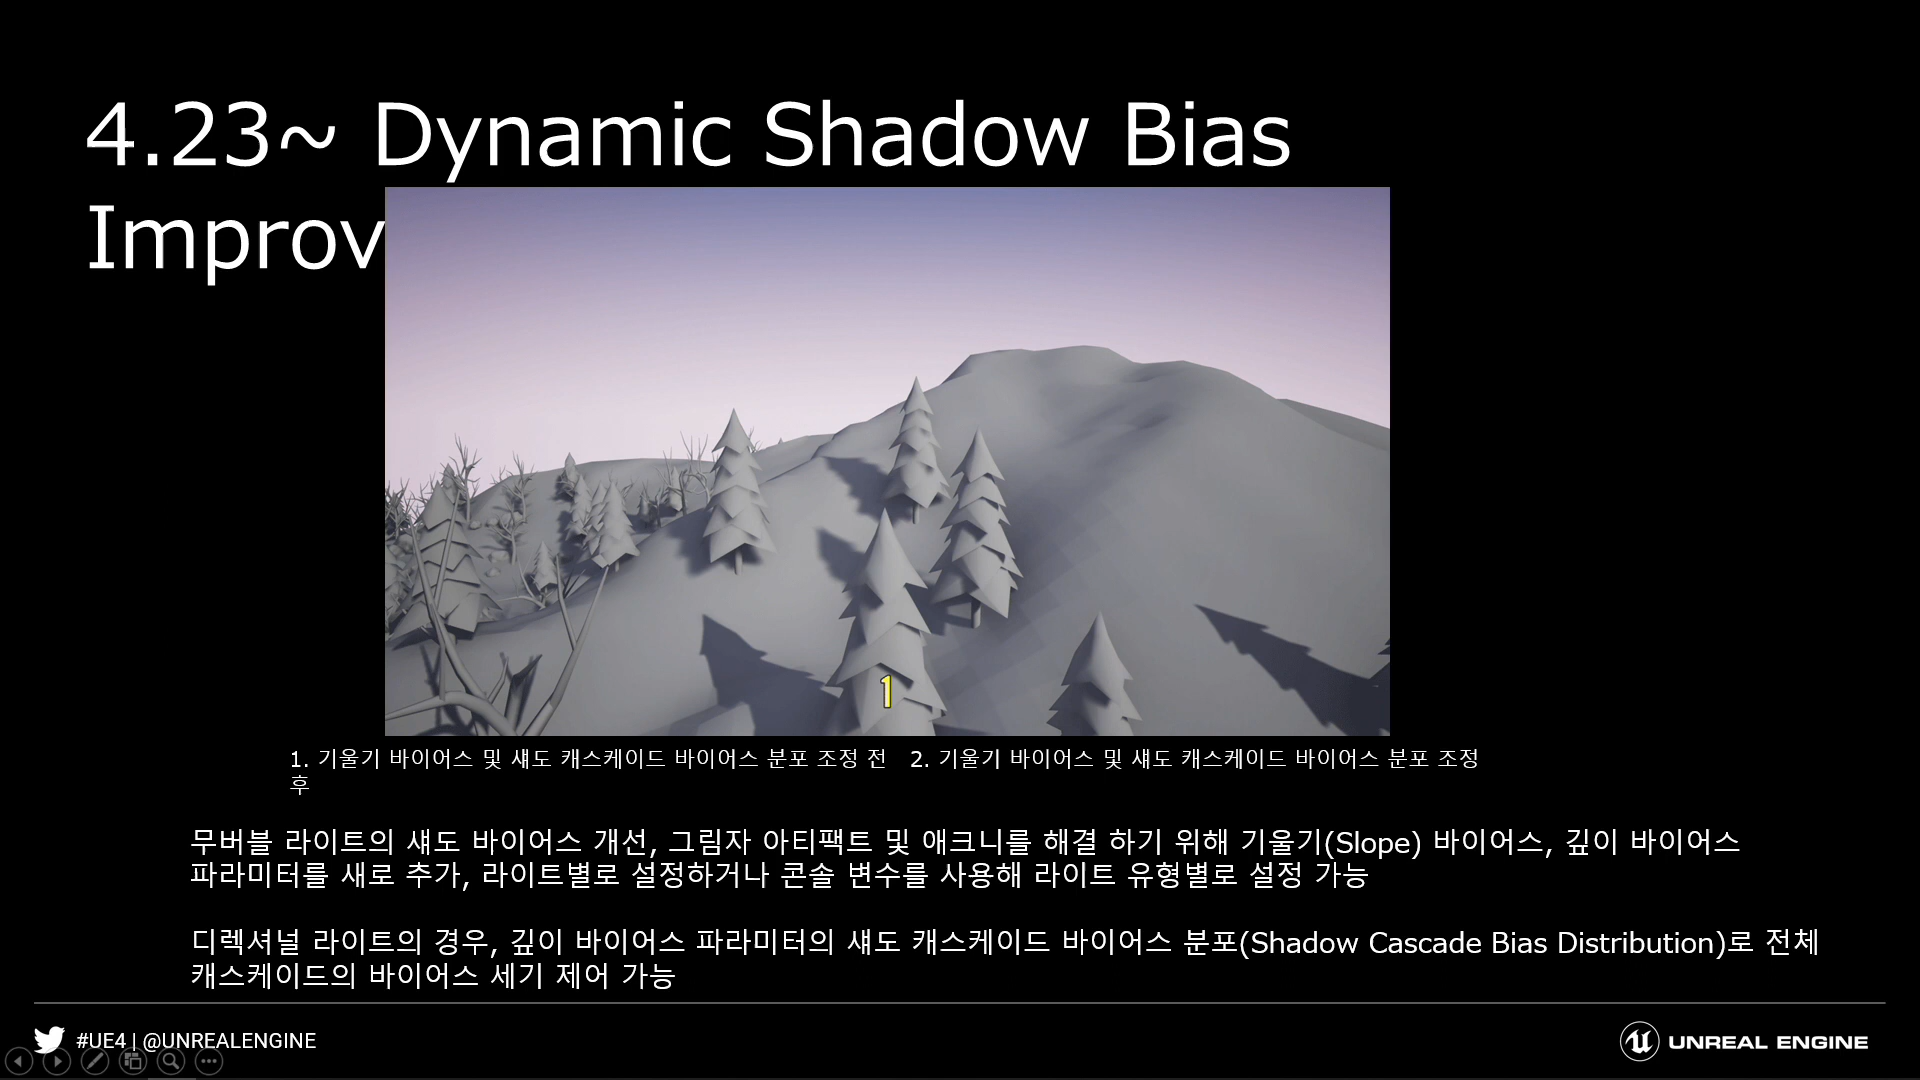 4.23~ Dynamic Shadow Bias
Improv
1
1. 기울기 바이어스 및 섀도 캐스케이드 바이어스 분포 조정 전 2. 기울기 바이어스 및 섀도 캐스케이드 바이어스 분포 조정
후
무버블 라이트의 섀도 바이어스 개선, 그림자 아티팩트 및 애크니를 해결 하기 위해 기울기(Slope) 바이어스, 깊이 바이어스
파라미터를 새로 추가, 라이트별로 설정하거나 콘솔 변수를 사용해 라이트 유형별로 설정 가능
디렉셔널 라이트의 경우, 깊이 바이어스 파라미터의 섀도 캐스케이드 바이어스 분포(Shadow Cascade Bias Distribution)로 전체
캐스케이드의 바이어스 세기 제어 가능
#UE4 | @UNREALENGINE
UNREAL ENGINE